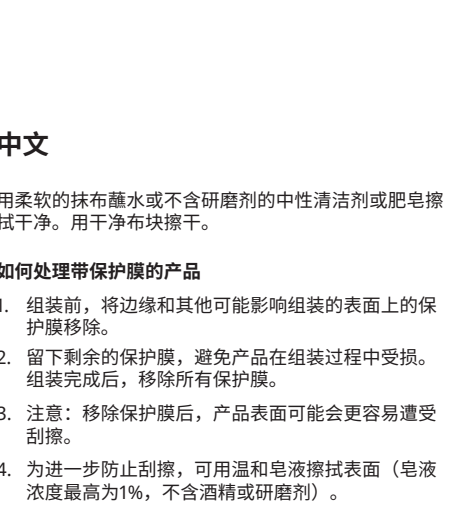 中文
用柔软的抹布蘸水或不含研磨剂的中性清洁剂或肥皂擦
拭干净。用干净布块擦干。
如何处理带保护膜的产品
1. 组装前，将边缘和其他可能影响组装的表面上的保
护膜移除。
2. 留下剩余的保护膜，避免产品在组装过程中受损。
组装完成后，移除所有保护膜。
3. 注意：移除保护膜后，产品表面可能会更容易遭受
刮擦。
4. 为进一步防止刮擦，可用温和皂液擦拭表面（皂液
浓度最高为1%，不含酒精或研磨剂）。